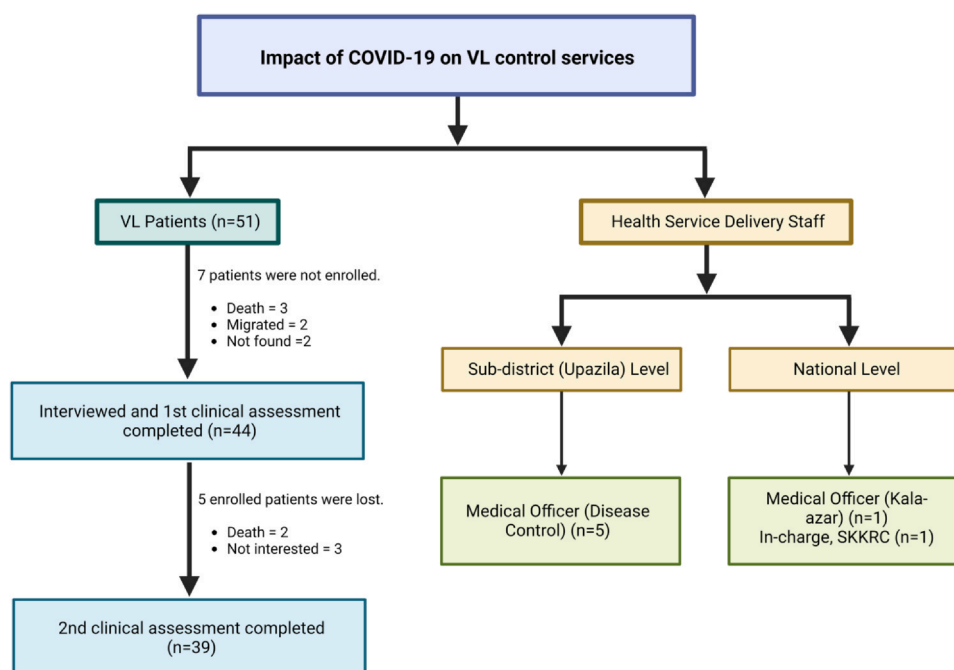 Impact of COVID-19 on VL control services
VL Patients (n=51)
Health Service Delivery Staff
7 patients were not enrolled.
• Death = 3
• Migrated = 2
• Not found =2
Sub-district (Upazila) Level
National Level
Interviewed and 1st clinical assessment
completed (n=44)
5 enrolled patients were lost.
• Death = 2
• Not interested = 3
Medical Officer (Disease
Control) (n=5)
Medical Officer (Kala-
azar) (n=1)
In-charge, SKKRC (n=1)
2nd clinical assessment completed
(n=39)